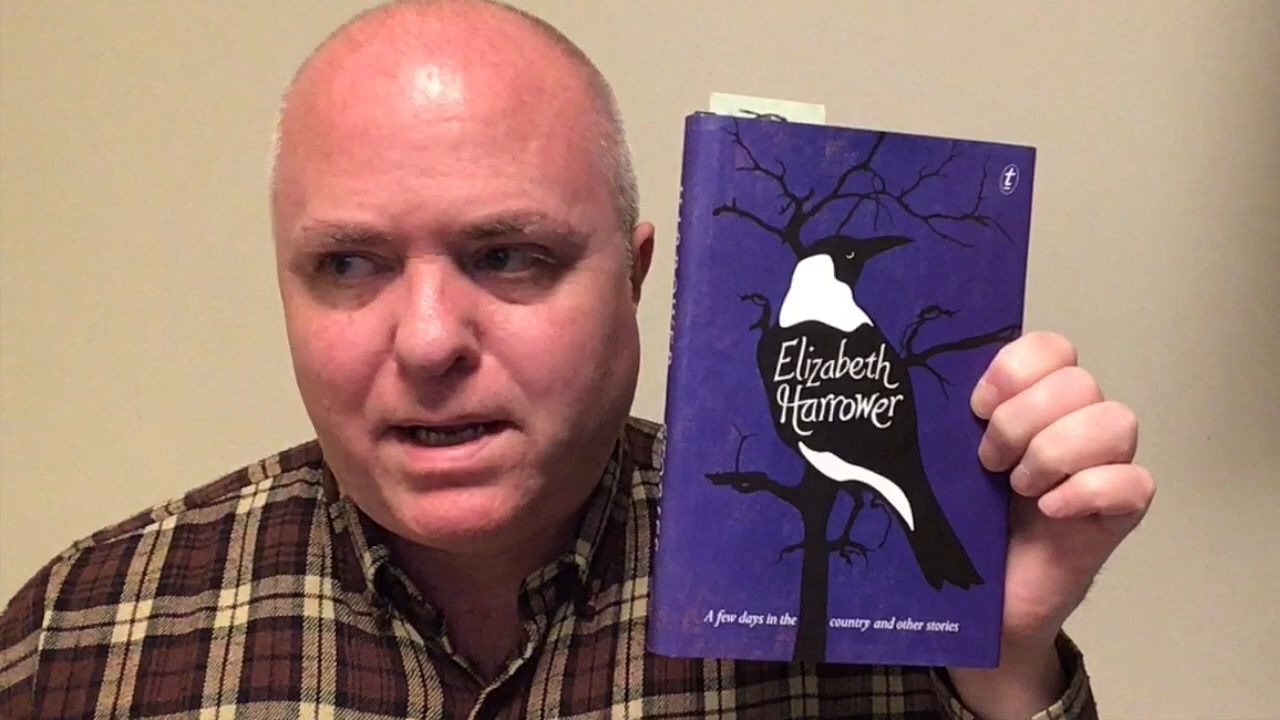 t
Elizabeth
Harrower
A few days in the country and other stories